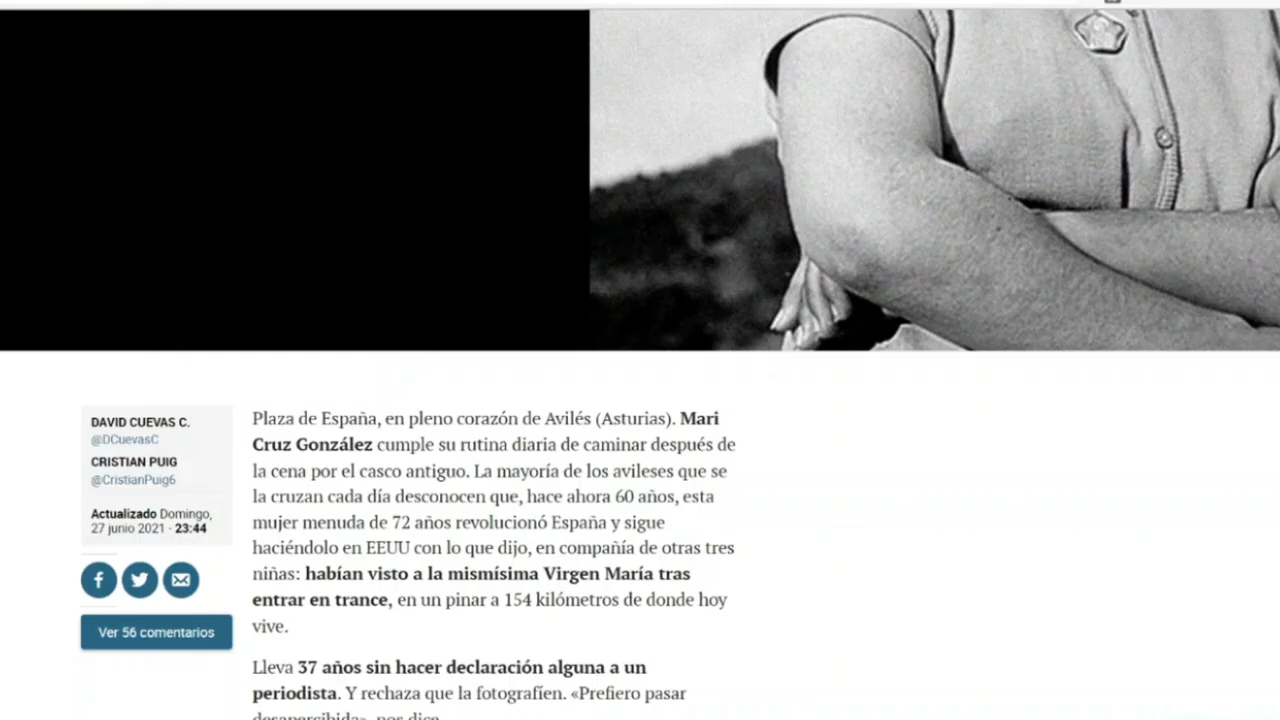 DAVID CUEVAS C.
@DCuevasC
CRISTIAN PUIG
@CristianPuig6
Actualizado Domingo,
27 junio 2021 - 23:44
Ver 56 comentarios
Plaza de España, en pleno corazón de Avilés (Asturias). Mari
Cruz González cumple su rutina diaria de caminar después de
la cena por el casco antiguo. La mayoría de los avileses que se
la cruzan cada día desconocen que, hace ahora 60 años, esta
mujer menuda de 72 años revolucionó España y sigue
haciéndolo en EEUU con lo que dijo, en compañía de otras tres
niñas: habían visto a la mismísima Virgen María tras
entrar en trance, en un pinar a 154 kilómetros de donde hoy
vive.
Lleva 37 años sin hacer declaración alguna a un
periodista. Y rechaza que la fotografíen. «Prefiero pasar
desapercibida», nos dice